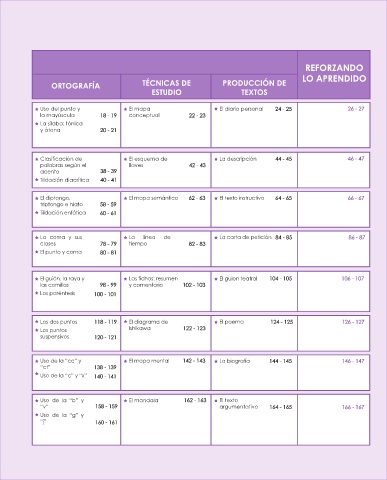 REFORZANDO
LO APRENDIDO
ORTOGRAFÍA
TÉCNICAS DE
ESTUDIO
PRODUCCIÓN DE
TEXTOS
Uso del punto y
la mayúscula 18 - 19
La sílaba: tónica
y átona 20 - 21
El mapa
conceptual 22 - 23
El diario personal 24 - 25
26 - 27
Clasificación de
palabras según el
acento 38 - 39
Tildación diacrítica 40 - 41
El esquema de
llaves 42 - 43
La descripción 44 - 45
46 - 47
El diptongo,
triptongo e hiato 58 - 59
Tildación enfática 60 - 61
El mapa semántico 62 - 63
El texto instructivo 64 - 65
66 - 67
La coma y sus
clases 78 - 79
El punto y coma 80 - 81
La línea de
tiempo 82 - 83
La carta de petición 84 - 85
86 - 87
El guión, la raya y
las comillas 98 - 99
Los paréntesis 100 - 101
Las fichas: resumen
y comentario 102 - 103
El guion teatral 104 - 105
106 - 107
Los dos puntos 118 - 119
Los puntos
suspensivos 120 - 121
El diagrama de
Ishikawa 122 - 123
El poema 124 - 125
126 - 127
Uso de la "cc" y
"ct" 138 - 139
Uso de la "c" y "x" 140 - 141
El mapa mental 142 - 143
La biografía 144 - 145
146 - 147
Uso de la "b" y
"v" 158 - 159
Uso de la "g" y
"j" 160 - 161
El mandala 162 - 163
El texto
argumentativo 164 - 165
166 - 167